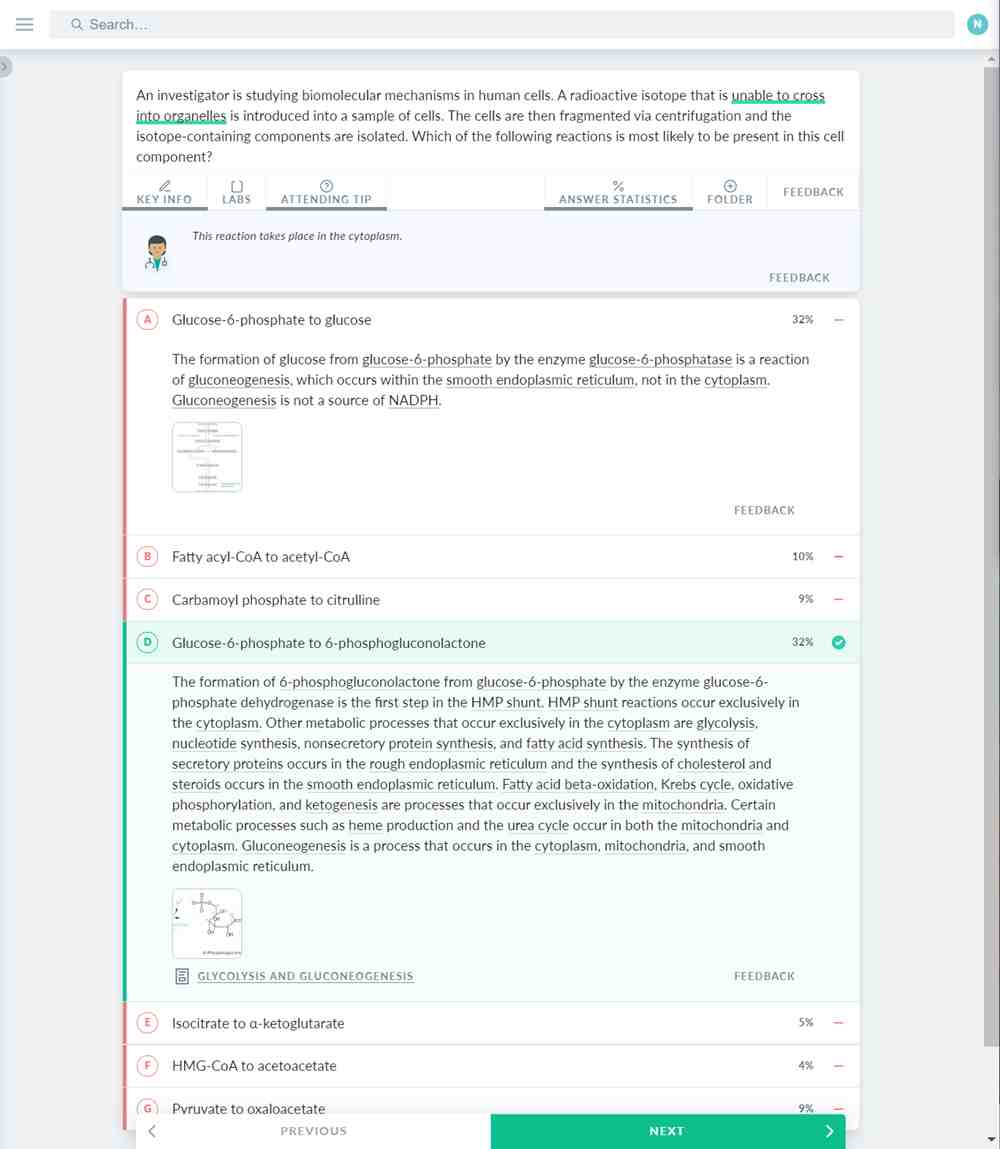 Search...
N
An investigator is studying biomolecular mechanisms in human cells. A radioactive isotope that is unable to cross
into organelles is introduced into a sample of cells. The cells are then fragmented via centrifugation and the
isotope-containing components are isolated. Which of the following reactions is most likely to be present in this cell
component?
KEY INFO
LABS
ATTENDING TIP
ANSWER STATISTICS
FOLDER
FEEDBACK
This reaction takes place in the cytoplasm.
FEEDBACK
A Glucose-6-phosphate to glucose 32%
The formation of glucose from glucose-6-phosphate by the enzyme glucose-6-phosphatase is a reaction
of gluconeogenesis, which occurs within the smooth endoplasmic reticulum, not in the cytoplasm.
Gluconeogenesis is not a source of NADPH.
FEEDBACK
B Fatty acyl-CoA to acetyl-CoA 10%
C Carbamoyl phosphate to citrulline 9%
D Glucose-6-phosphate to 6-phosphogluconolactone 32%
The formation of 6-phosphogluconolactone from glucose-6-phosphate by the enzyme glucose-6-
phosphate dehydrogenase is the first step in the HMP shunt. HMP shunt reactions occur exclusively in
the cytoplasm. Other metabolic processes that occur exclusively in the cytoplasm are glycolysis,
nucleotide synthesis, nonsecretory protein synthesis, and fatty acid synthesis. The synthesis of
secretory proteins occurs in the rough endoplasmic reticulum and the synthesis of cholesterol and
steroids occurs in the smooth endoplasmic reticulum. Fatty acid beta-oxidation, Krebs cycle, oxidative
phosphorylation, and ketogenesis are processes that occur exclusively in the mitochondria. Certain
metabolic processes such as heme production and the urea cycle occur in both the mitochondria and
cytoplasm. Gluconeogenesis is a process that occurs in the cytoplasm, mitochondria, and smooth
endoplasmic reticulum.
GLYCOLYSIS AND GLUCONEOGENESIS
FEEDBACK
E Isocitrate to α-ketoglutarate 5%
F HMG-CoA to acetoacetate 4%
G Pyruvate to oxaloacetate 9%
PREVIOUS
NEXT